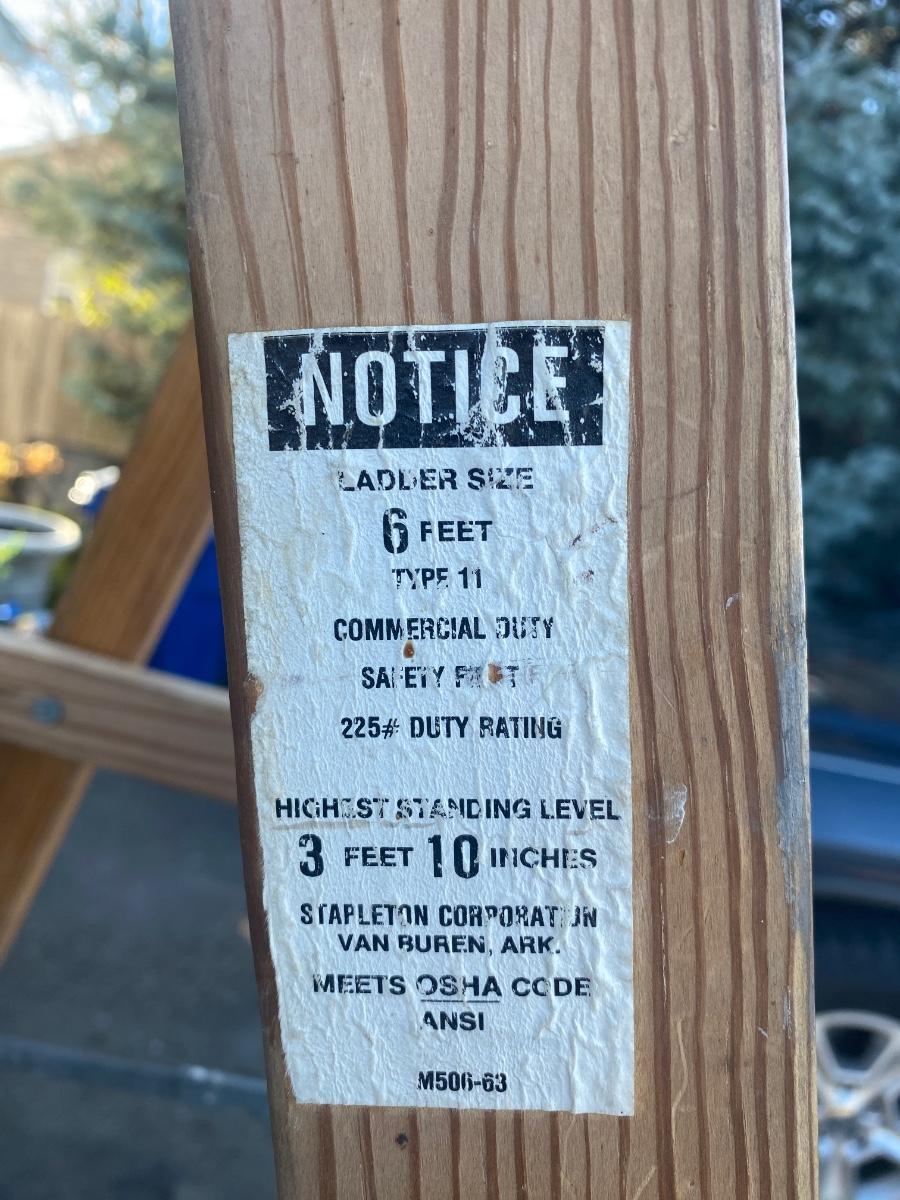 NOTICE
LADDER SIZE
6 FEET
TYPE 11
COMMERCIAL DUTY
SAFETY
225# DUTY RATING
HIGHEST STANDING LEVEL
3 FEET 10 INCHES
STAPLETON CORPORATION
VAN BUREN, ARK.
MEETS OSHA CODE
ANSI
M506-63